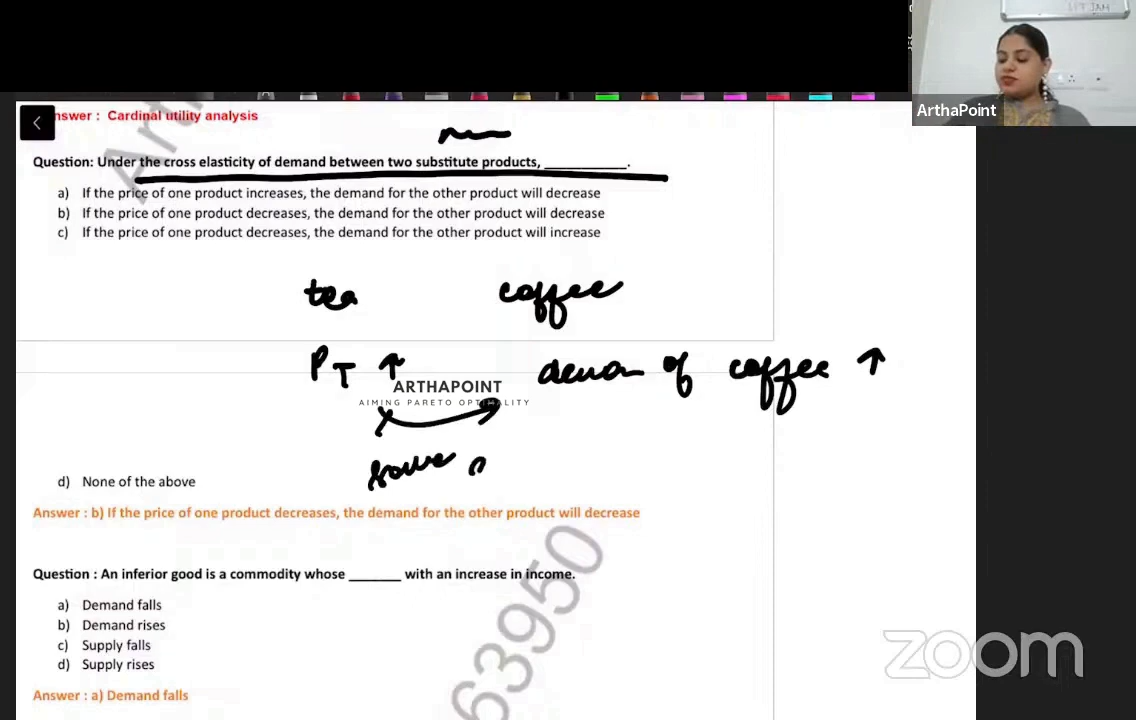 ArthaPoint
nswer : Cardinal utility analysis
Question: Under the cross elasticity of demand between two substitute products, __________.
a) If the price of one product increases, the demand for the other product will decrease
b) If the price of one product decreases, the demand for the other product will decrease
c) If the price of one product decreases, the demand for the other product will increase
tea coffee
PT ↑ deman of coffee ↑
ARTHAPOINT
AIMING PARETO OPTIMALITY
same
d) None of the above
Answer : b) If the price of one product decreases, the demand for the other product will decrease
Question : An inferior good is a commodity whose ______ with an increase in income.
a) Demand falls
b) Demand rises
c) Supply falls
d) Supply rises
Answer : a) Demand falls
63950
zoom